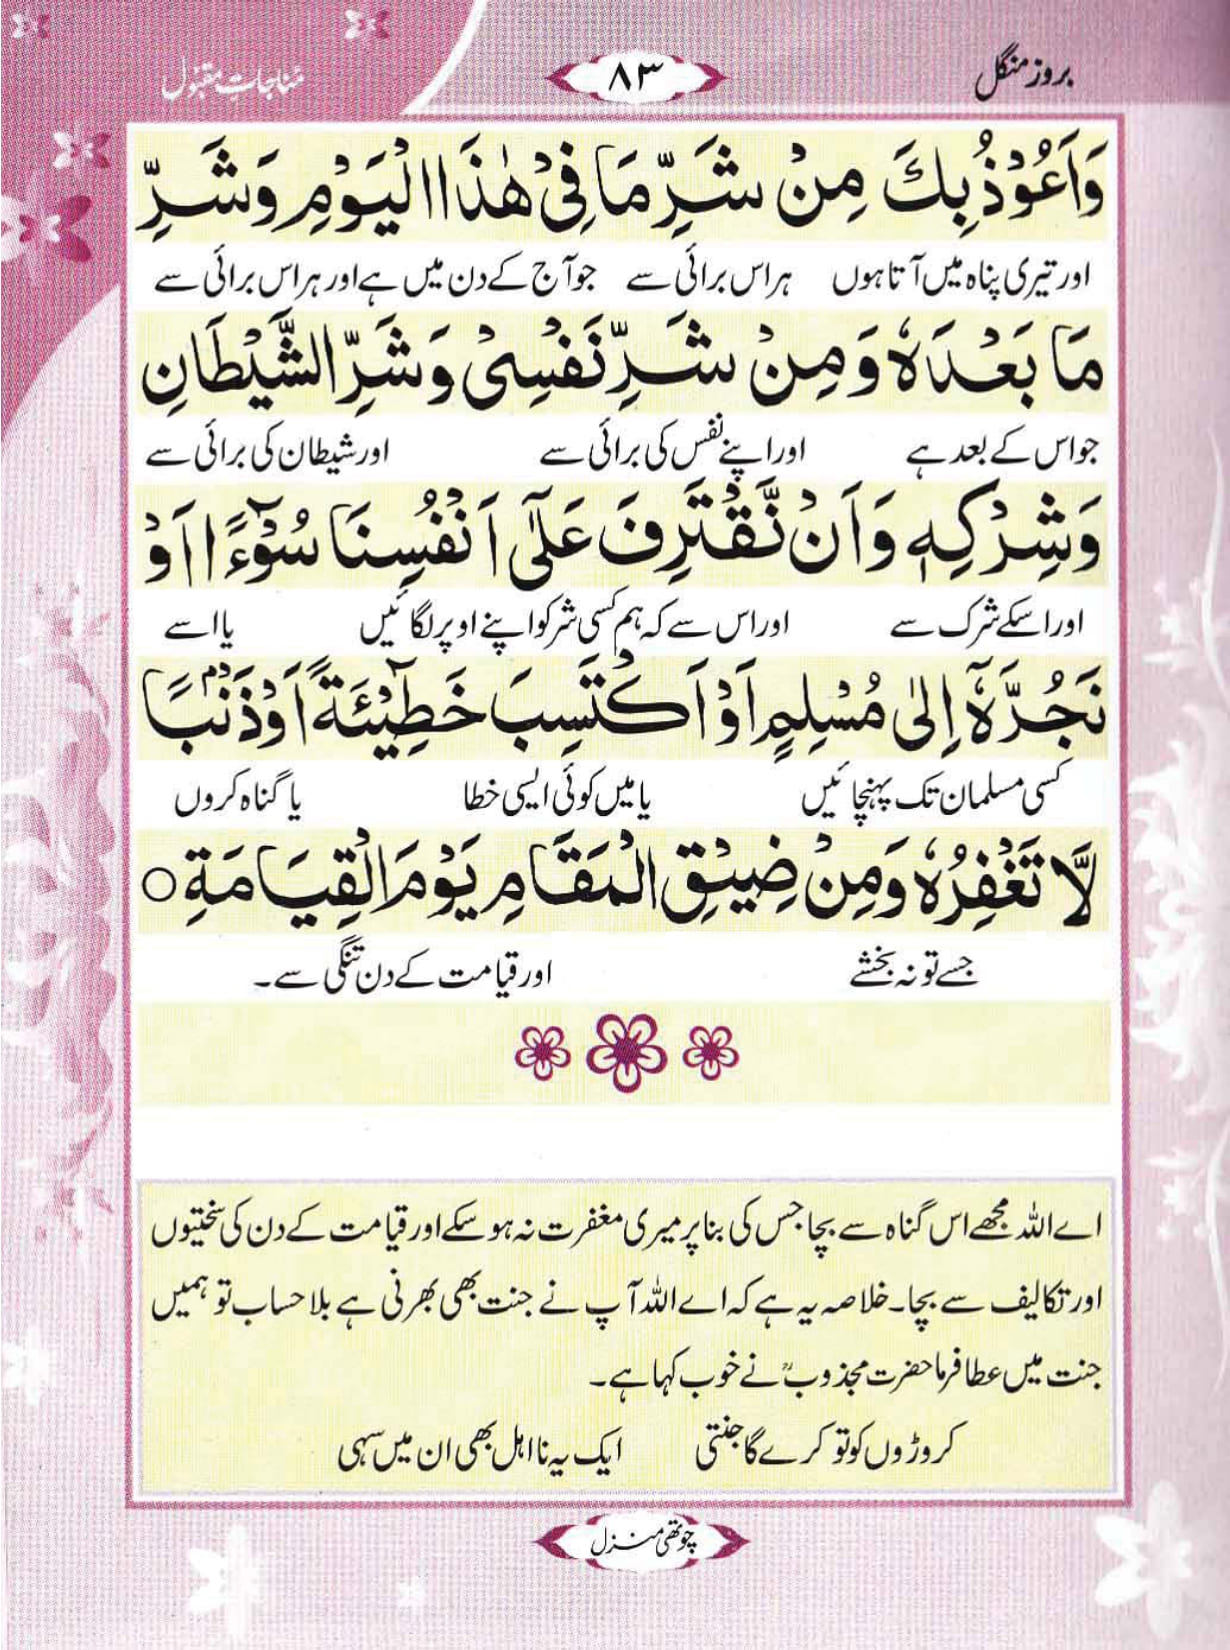 بروز منگل
۸۳
مناجاتِ مقبول
وَاَعُوْذُ بِكَ مِنْ شَرِّ مَا فِیْ هٰذَا الْیَوْمِ وَشَرِّ
اور تیری پناہ میں آتا ہوں ہر اس برائی سے جو آج کے دن میں ہے اور ہر اس برائی سے
مَا بَعْدَهٗ وَمِنْ شَرِّ نَفْسِیْ وَشَرِّ الشَّیْطَانِ
جو اس کے بعد ہے اور اپنے نفس کی برائی سے اور شیطان کی برائی سے
وَشِرْكِهٖ وَاَنْ نَّقْتَرِفَ عَلٰٓی اَنْفُسِنَا سُوْٓءًا اَوْ
اور اسکے شرک سے اور اس سے کہ ہم کسی شر کو اپنے اوپر لگائیں یا اسے
نَجُرَّهٗٓ اِلٰی مُسْلِمٍ اَوْ اَكْتَسِبَ خَطِیْٓئَةً اَوْ ذَنْۢبًا
کسی مسلمان تک پہنچائیں یا میں کوئی ایسی خطا یا گناہ کروں
لَّا تَغْفِرُهٗ وَمِنْ ضِیْقِ الْمَقَامِ یَوْمَ الْقِیَامَةِ ○
جسے تو نہ بخشے اور قیامت کے دن تنگی سے۔
اے اللہ مجھے اس گناہ سے بچا جس کی بنا پر میری مغفرت نہ ہو سکے اور قیامت کے دن کی سختیوں
اور تکالیف سے بچا۔ خلاصہ یہ ہے کہ اے اللہ آپ نے جنت بھی بھرنی ہے بلا حساب تو ہمیں
جنت میں عطا فرما حضرت مجذوبؒ نے خوب کہا ہے۔
کروڑوں کو تو کرے گا جنتی ایک یہ نا اہل بھی ان میں سہی
چوتھی منزل